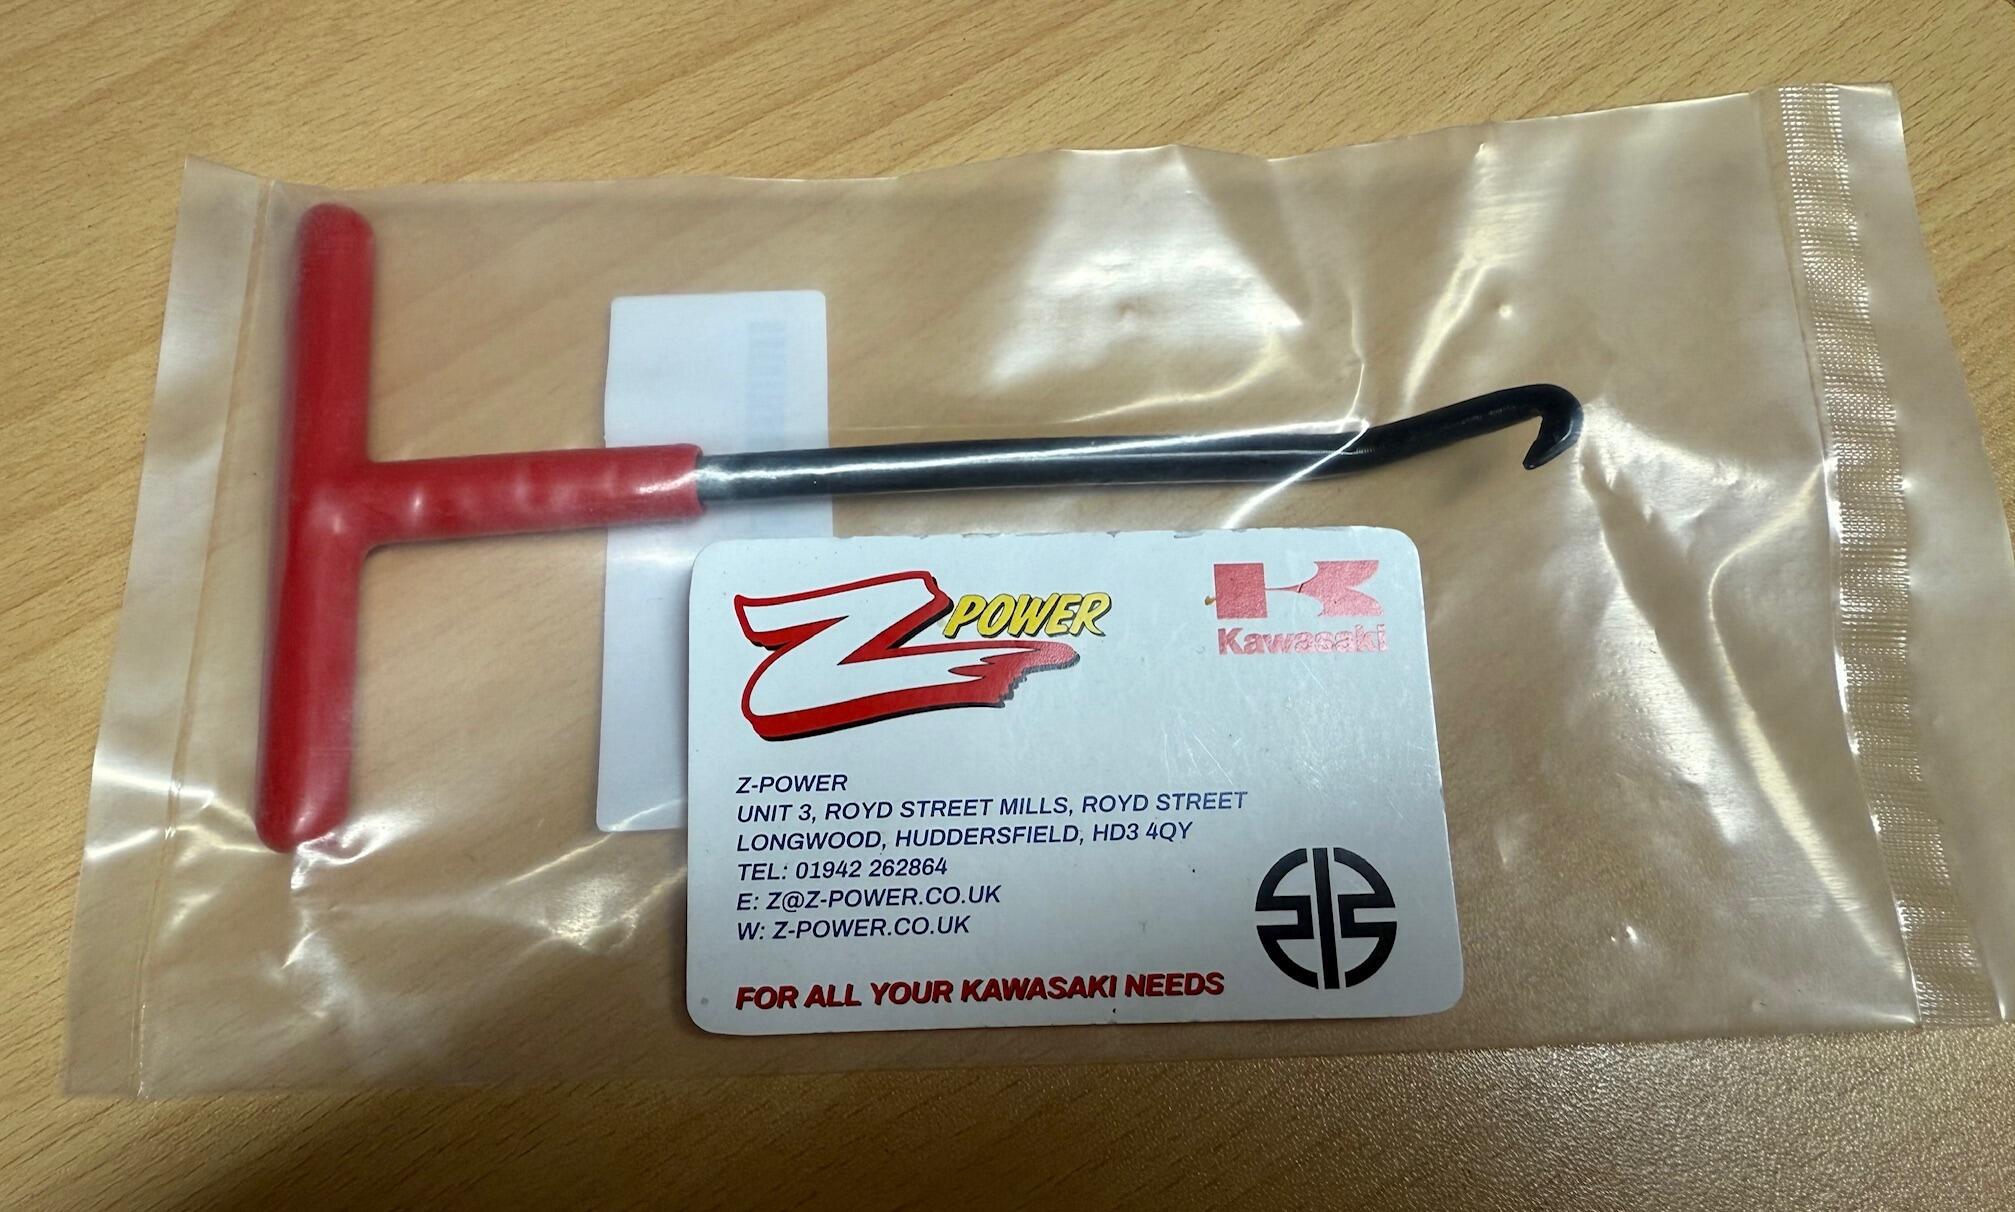 Z POWER
Kawasaki
Z-POWER
UNIT 3, ROYD STREET MILLS, ROYD STREET
LONGWOOD, HUDDERSFIELD, HD3 4QY
TEL: 01942 262864
E: Z@Z-POWER.CO.UK
W: Z-POWER.CO.UK
FOR ALL YOUR KAWASAKI NEEDS